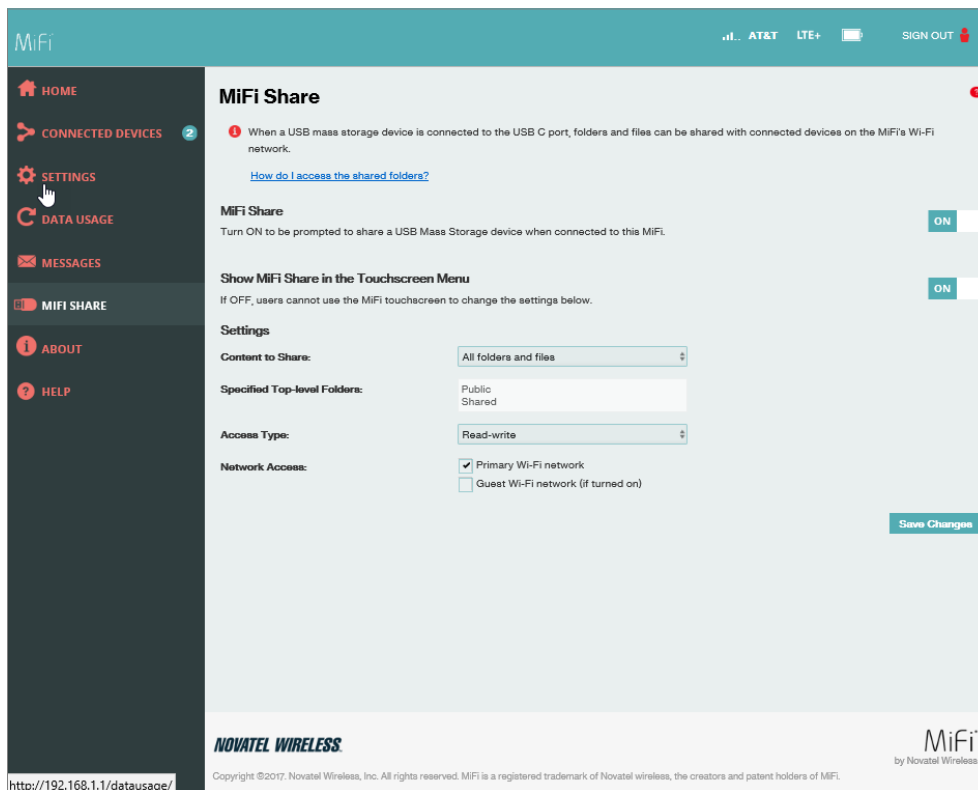 MiFi
AT&T LTE+ SIGN OUT
HOME
CONNECTED DEVICES 2
SETTINGS
DATA USAGE
MESSAGES
MIFI SHARE
ABOUT
HELP
MiFi Share
When a USB mass storage device is connected to the USB C port, folders and files can be shared with connected devices on the MiFi's Wi-Fi
network.
How do I access the shared folders?
MiFi Share
ON
Turn ON to be prompted to share a USB Mass Storage device when connected to this MiFi.
Show MiFi Share in the Touchscreen Menu
ON
If OFF, users cannot use the MiFi touchscreen to change the settings below.
Settings
Content to Share: All folders and files
Specified Top-level Folders: Public
Shared
Access Type: Read-write
Network Access: Primary Wi-Fi network
Guest Wi-Fi network (if turned on)
Save Changes
NOVATEL WIRELESS.
MiFi
by Novatel Wireless
Copyright ©2017. Novatel Wireless, Inc. All rights reserved. MiFi is a registered trademark of Novatel wireless, the creators and patent holders of MiFi.
http://192.168.1.1/datausage/